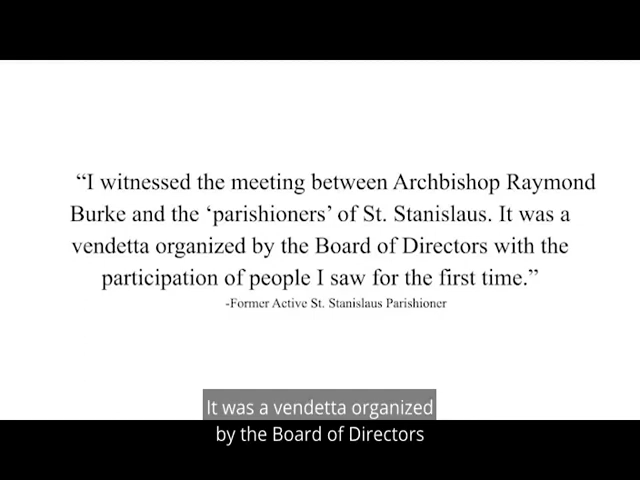 “I witnessed the meeting between Archbishop Raymond
Burke and the ‘parishioners’ of St. Stanislaus. It was a
vendetta organized by the Board of Directors with the
participation of people I saw for the first time.”
-Former Active St. Stanislaus Parishioner
It was a vendetta organized
by the Board of Directors